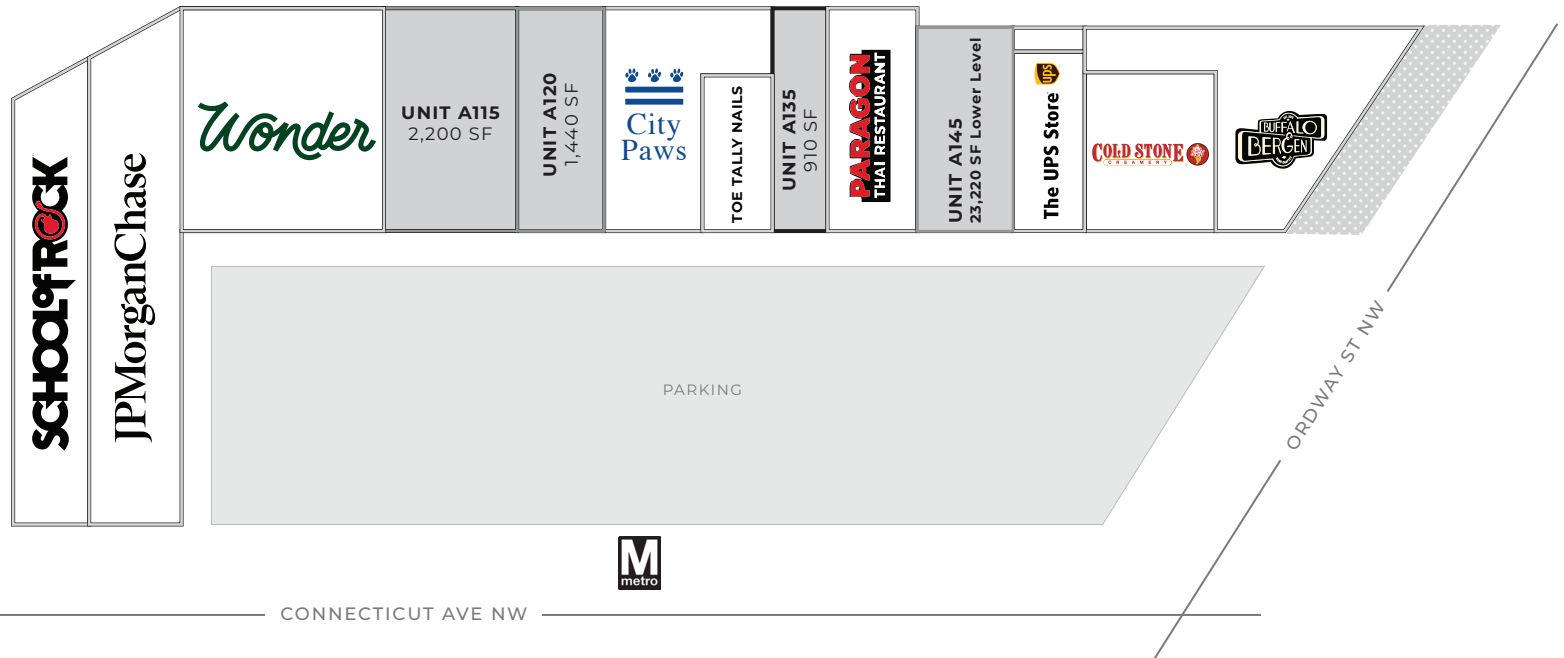 SCHOOL of ROCK
JPMorganChase
Wonder
UNIT A115
2,200 SF
UNIT A120
1,440 SF
City
Paws
TOE TALLY NAILS
UNIT A135
910 SF
PARAGON
THAI RESTAURANT
UNIT A145
23,220 SF Lower Level
The UPS Store
ups
COLD STONE
CREAMERY
BUFFALO
BERGEN
PARKING
ORDWAY ST NW
M
metro
CONNECTICUT AVE NW